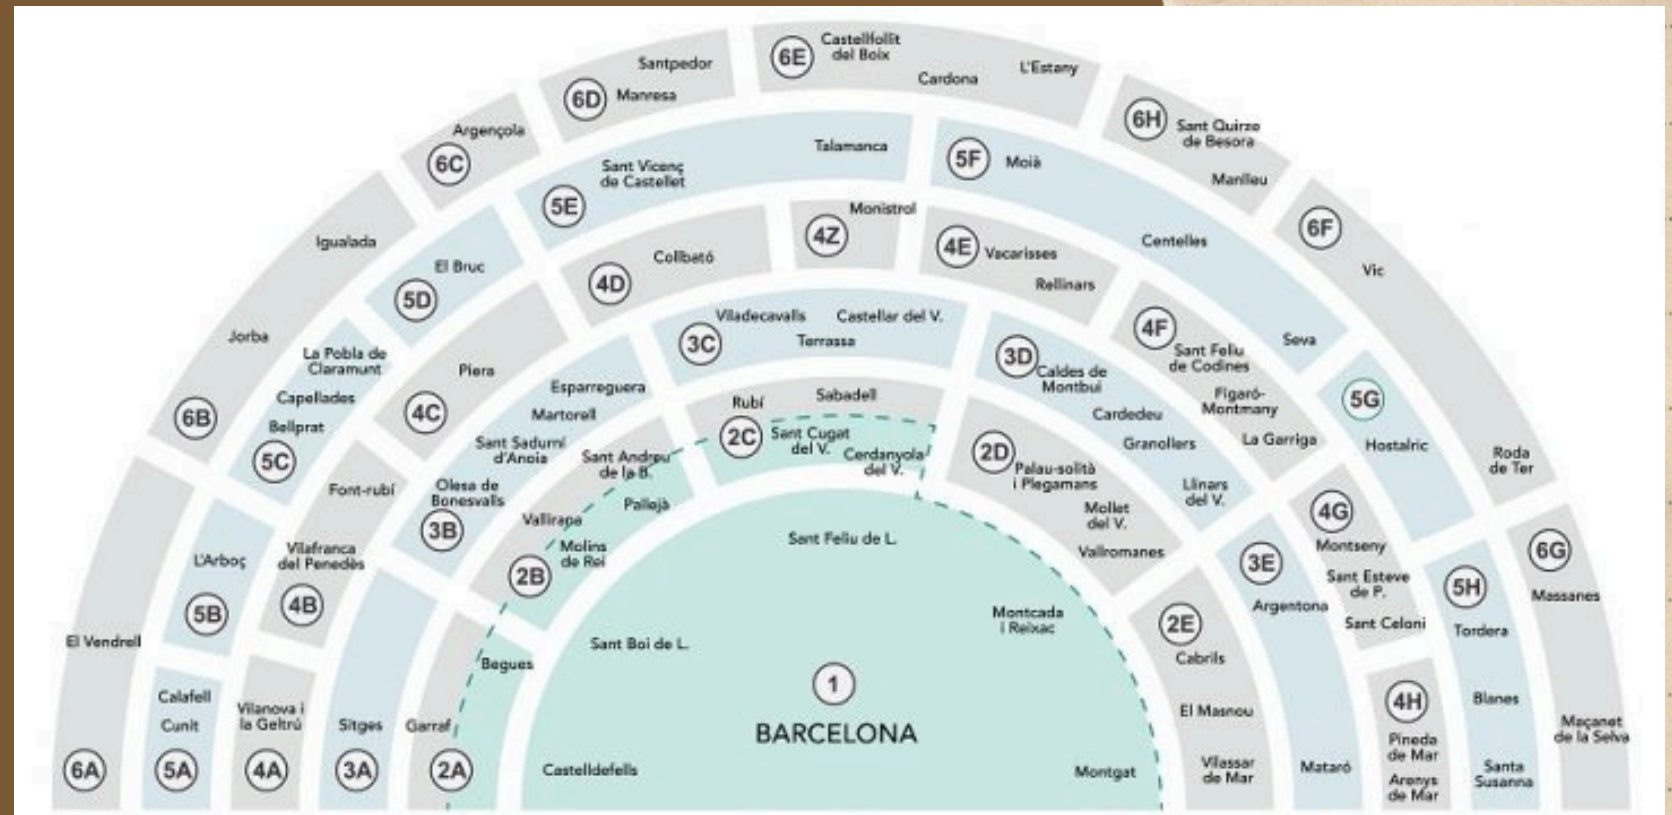 6E
Castellfollit
del Boix
Cardona
L'Estany
6D
Santpedor
Manresa
6H
Sant Quirze
de Besora
Manlleu
6C
Argençola
6F
Vic
Roda
de Ter
6B
Igualada
Jorba
6A
El Vendrell
6G
Massanes
Maçanet
de la Selva
5E
Sant Vicenç
de Castellet
Talamanca
5F
Moià
Centelles
Seva
5D
El Bruc
5G
Hostalric
5C
La Pobla de
Claramunt
Capellades
Bellprat
5B
L'Arboç
5A
Calafell
Cunit
5H
Tordera
Blanes
Santa
Susanna
4Z
Monistrol
4D
Collbató
4E
Vacarisses
Rellinars
4F
Sant Feliu
de Codines
Figaró-
Montmany
La Garriga
4C
Piera
4B
Font-rubí
Vilafranca
del Penedès
4A
Vilanova i
la Geltrú
4G
Montseny
Sant Esteve
de P.
Sant Celoni
4H
Pineda
de Mar
Arenys
de Mar
3C
Viladecavalls
Castellar del V.
Terrassa
3D
Caldes de
Montbui
Cardedeu
Granollers
Llinars
del V.
3B
Esparreguera
Martorell
Sant Sadurní
d'Anoia
Olesa de
Bonesvalls
3A
Sitges
3E
Argentona
Mataró
2C
Rubí
Sabadell
Sant Cugat
del V.
Cerdanyola
del V.
2D
Palau-solità
i Plegamans
Mollet
del V.
Vallromanes
2B
Sant Andreu
de la B.
Pallejà
Vallirapa
Molins
de Rei
2A
Begues
Garraf
2E
Cabrils
El Masnou
Vilassar
de Mar
Sant Feliu de L.
Montcada
i Reixac
Sant Boi de L.
1
BARCELONA
Castelldefells
Montgat